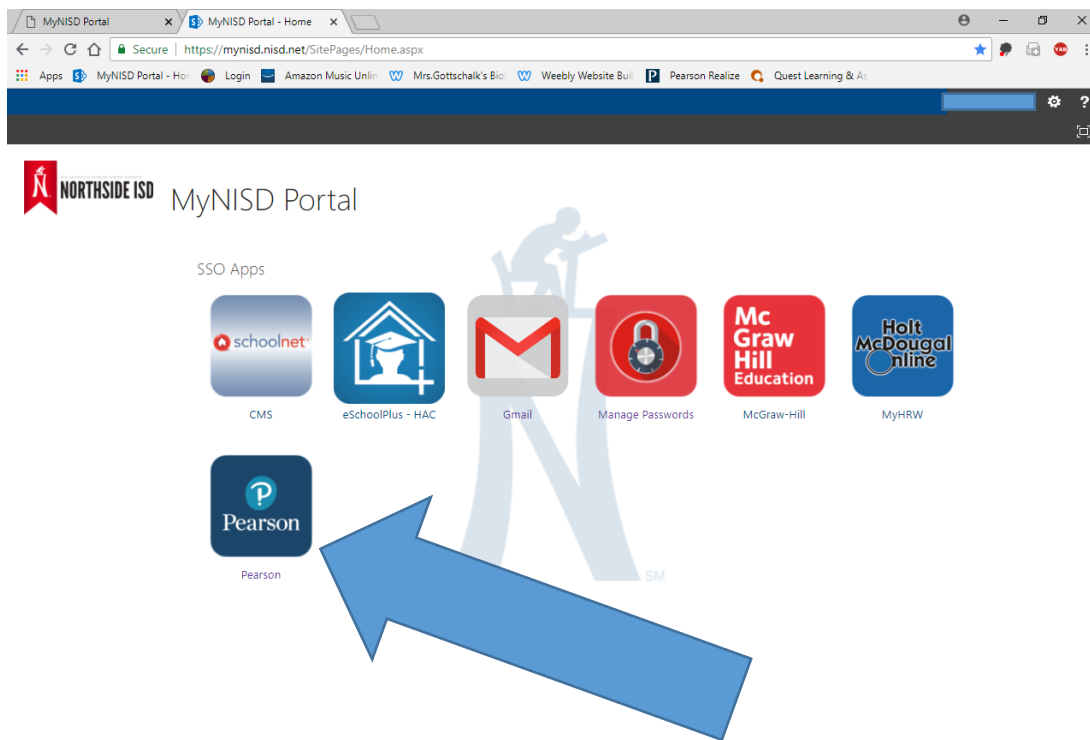 MyNISD Portal
MyNISD Portal - Home
Secure | https://mynisd.nisd.net/SitePages/Home.aspx
YAB
Apps MyNISD Portal - Ho Login Amazon Music Unlim Mrs.Gottschalk's Bio Weebly Website Buil Pearson Realize Quest Learning & As
?
N NORTHSIDE ISD
MyNISD Portal
SSO Apps
schoolnet
Mc
Graw
Hill
Education
Holt
McDougal
Online
CMS
eSchoolPlus - HAC
Gmail
Manage Passwords
McGraw-Hill
MyHRW
Pearson
Pearson
SM